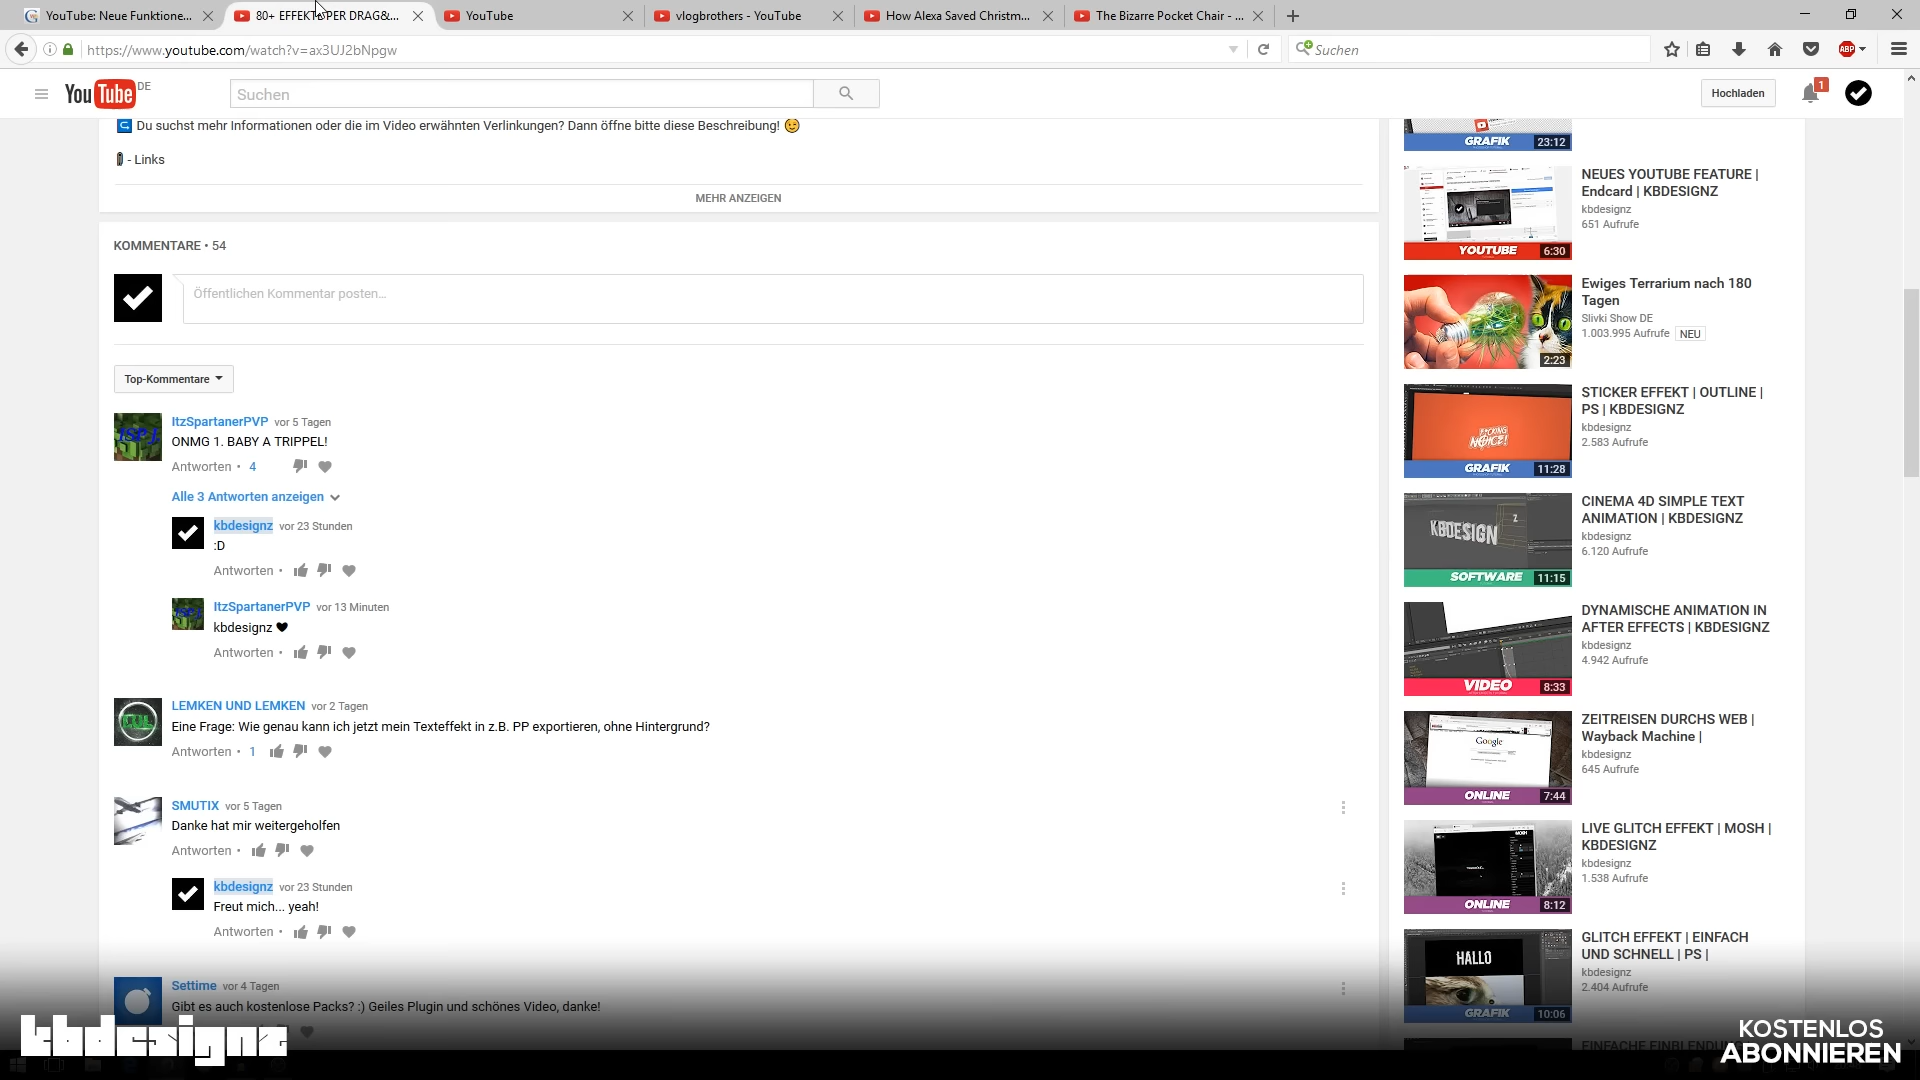 YouTube: Neue Funktione...
80+ EFFEKT
PER DRAG&...
YouTube
vlogbrothers - YouTube
How Alexa Saved Christm...
The Bizarre Pocket Chair - ...
https://www.youtube.com/watch?v=ax3UJ2bNpgw
Suchen
ABP
YouTube DE
Suchen
Hochladen
1
Du suchst mehr Informationen oder die im Video erwähnten Verlinkungen? Dann öffne bitte diese Beschreibung! 😉
- Links
MEHR ANZEIGEN
KOMMENTARE • 54
Öffentlichen Kommentar posten...
Top-Kommentare
ItzSpartanerPVP vor 5 Tagen
ONMG 1. BABY A TRIPPEL!
Antworten • 4
Alle 3 Antworten anzeigen
kbdesignz vor 23 Stunden
:D
Antworten •
ItzSpartanerPVP vor 13 Minuten
kbdesignz ♥
Antworten •
LEMKEN UND LEMKEN vor 2 Tagen
Eine Frage: Wie genau kann ich jetzt mein Texteffekt in z.B. PP exportieren, ohne Hintergrund?
Antworten • 1
SMUTIX vor 5 Tagen
Danke hat mir weitergeholfen
Antworten •
kbdesignz vor 23 Stunden
Freut mich... yeah!
Antworten •
Settime vor 4 Tagen
Gibt es auch kostenlose Packs? :) Geiles Plugin und schönes Video, danke!
GRAFIK 23:12
NEUES YOUTUBE FEATURE |
Endcard | KBDESIGNZ
kbdesignz
651 Aufrufe
YOUTUBE 6:30
Ewiges Terrarium nach 180
Tagen
Slivki Show DE
1.003.995 Aufrufe NEU
2:23
STICKER EFFEKT | OUTLINE |
PS | KBDESIGNZ
kbdesignz
2.583 Aufrufe
GRAFIK 11:28
CINEMA 4D SIMPLE TEXT
ANIMATION | KBDESIGNZ
kbdesignz
6.120 Aufrufe
KBDESIGN
SOFTWARE 11:15
DYNAMISCHE ANIMATION IN
AFTER EFFECTS | KBDESIGNZ
kbdesignz
4.942 Aufrufe
VIDEO 8:33
ZEITREISEN DURCHS WEB |
Wayback Machine |
kbdesignz
645 Aufrufe
Google
ONLINE 7:44
LIVE GLITCH EFFEKT | MOSH |
KBDESIGNZ
kbdesignz
1.538 Aufrufe
MOSH
ONLINE 8:12
GLITCH EFFEKT | EINFACH
UND SCHNELL | PS |
kbdesignz
2.404 Aufrufe
HALLO
GRAFIK 10:06
kbdesignz
KOSTENLOS
ABONNIEREN